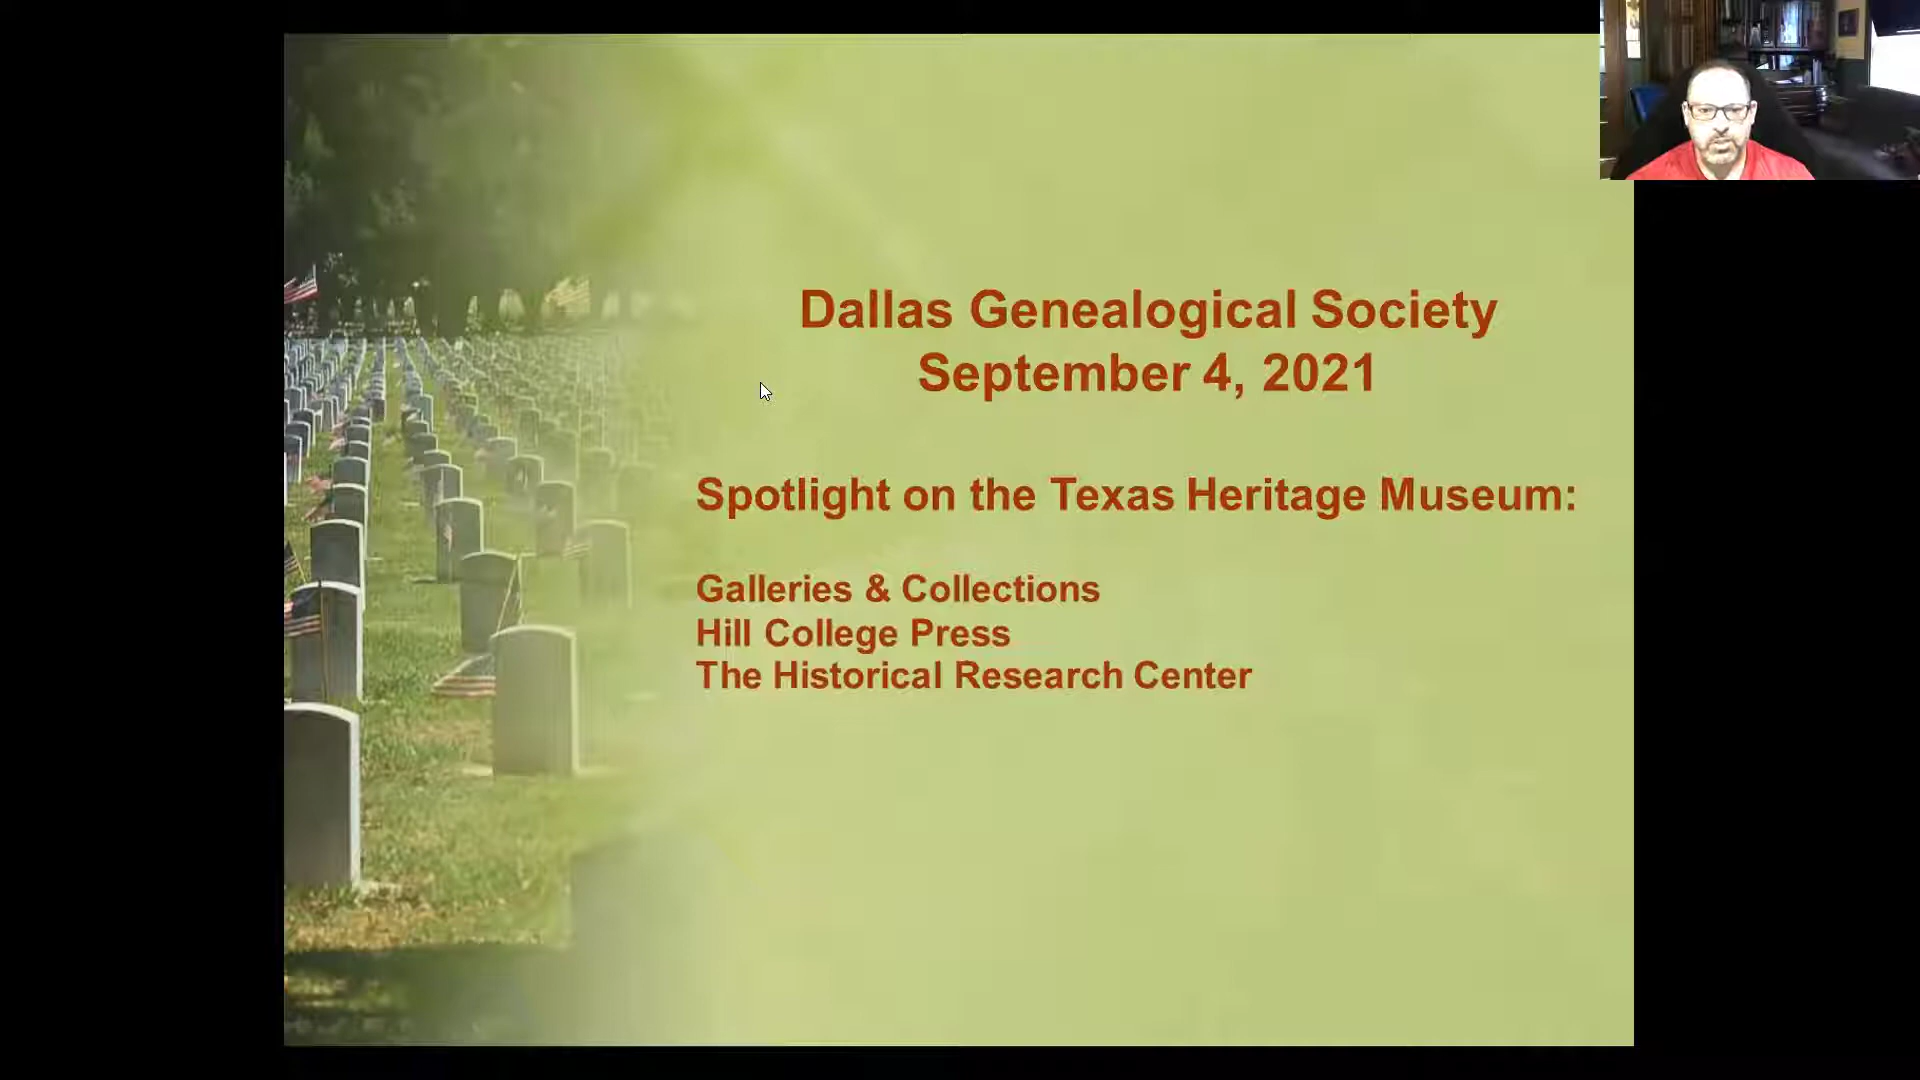 Dallas Genealogical Society
September 4, 2021
Spotlight on the Texas Heritage Museum:
Galleries & Collections
Hill College Press
The Historical Research Center